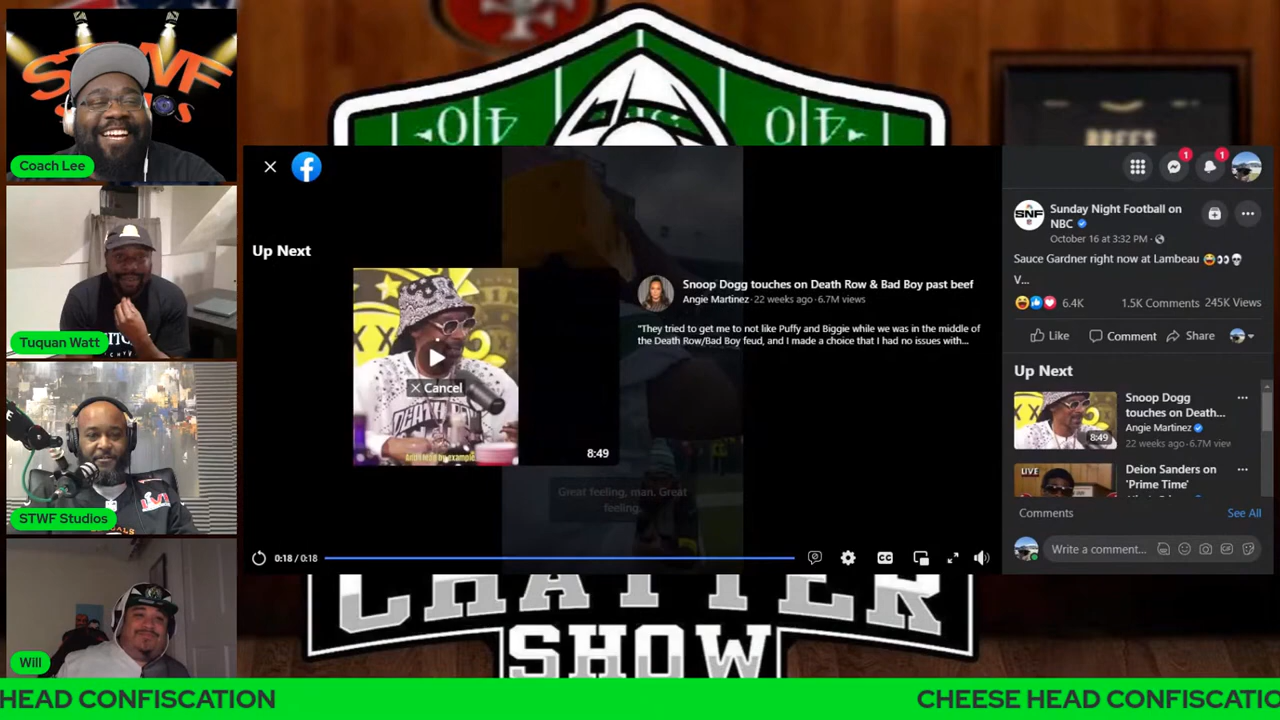 STWF
Coach Lee
Tuquan Watt
STWF Studios
Will
40
40
Up Next
Cancel
8:49
Snoop Dogg touches on Death Row & Bad Boy past beef
Angie Martinez · 22 weeks ago · 6.7M views
"They tried to get me to not like Puffy and Biggie while we was in the middle of
the Death Row/Bad Boy feud, and I made a choice that I had no issues with...
Great feeling, man. Great
feeling.
0:18 / 0:18
CC
1
1
SNF
Sunday Night Football on
NBC
October 16 at 3:32 PM ·
Sauce Gardner right now at Lambeau
V...
6.4K
1.5K Comments
245K Views
Like
Comment
Share
Up Next
8:49
Snoop Dogg
touches on Death...
Angie Martinez
22 weeks ago · 6.7M view
LIVE
Deion Sanders on
'Prime Time'
Comments
See All
Write a comment...
CHATTER
SHOW
HEAD CONFISCATION
CHEESE HEAD CONFISCATIO